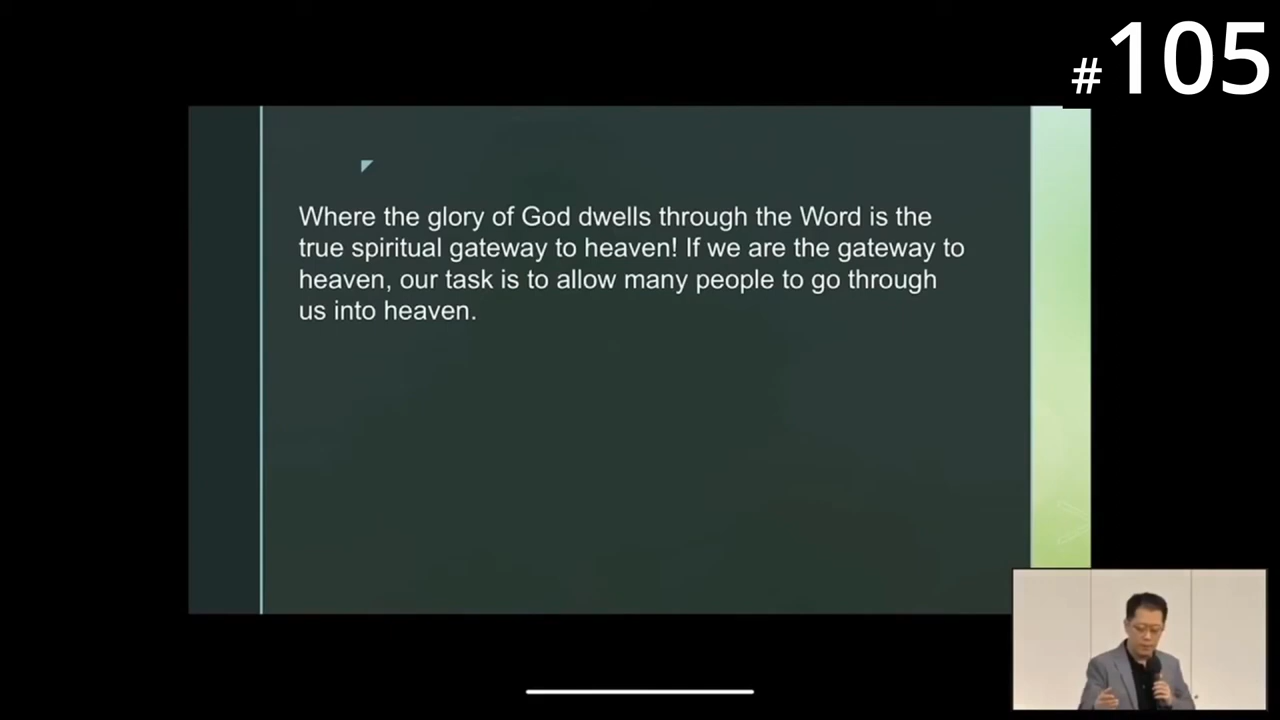 #105
Where the glory of God dwells through the Word is the
true spiritual gateway to heaven! If we are the gateway to
heaven, our task is to allow many people to go through
us into heaven.